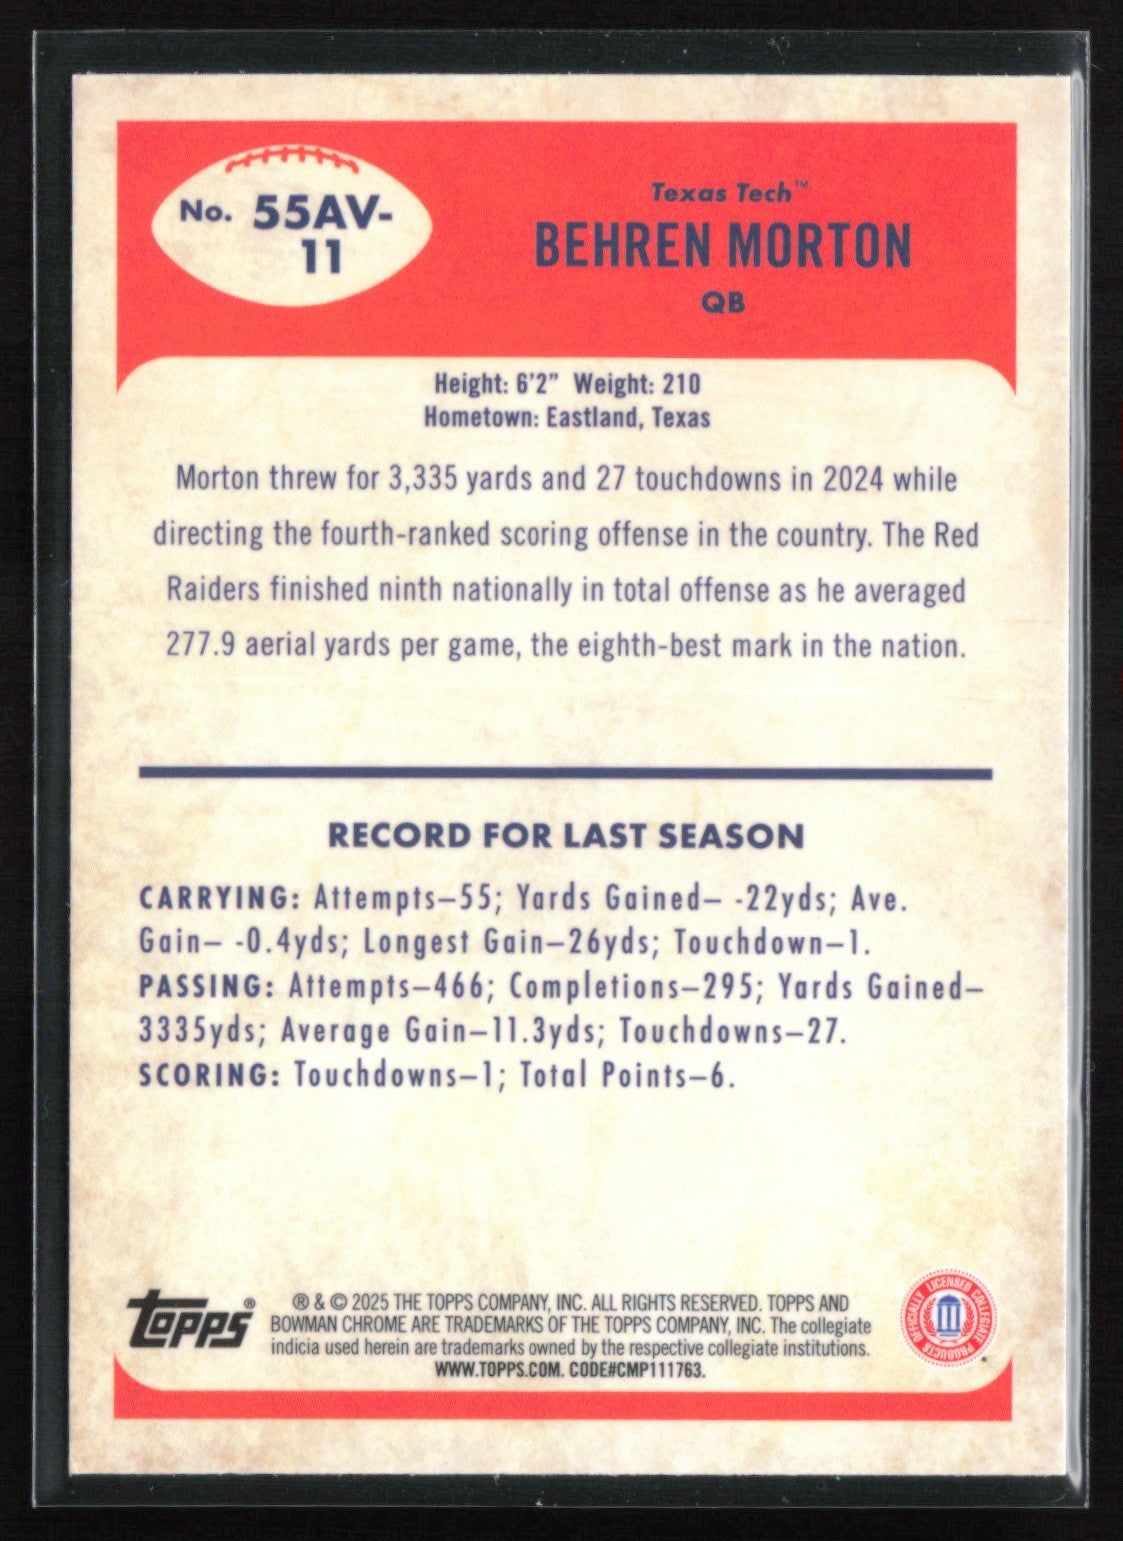 No. 55AV-
11
Texas Tech™
BEHREN MORTON
QB
Height: 6'2" Weight: 210
Hometown: Eastland, Texas
Morton threw for 3,335 yards and 27 touchdowns in 2024 while
directing the fourth-ranked scoring offense in the country. The Red
Raiders finished ninth nationally in total offense as he averaged
277.9 aerial yards per game, the eighth-best mark in the nation.
RECORD FOR LAST SEASON
CARRYING: Attempts–55; Yards Gained– -22yds; Ave.
Gain– -0.4yds; Longest Gain–26yds; Touchdown–1.
PASSING: Attempts–466; Completions–295; Yards Gained–
3335yds; Average Gain–11.3yds; Touchdowns–27.
SCORING: Touchdowns–1; Total Points–6.
Topps®
® & © 2025 THE TOPPS COMPANY, INC. ALL RIGHTS RESERVED. TOPPS AND
BOWMAN CHROME ARE TRADEMARKS OF THE TOPPS COMPANY, INC. The collegiate
indicia used herein are trademarks owned by the respective collegiate institutions.
WWW.TOPPS.COM. CODE#CMP111763.
OFFICIALLY LICENSED COLLEGIATE PRODUCTS